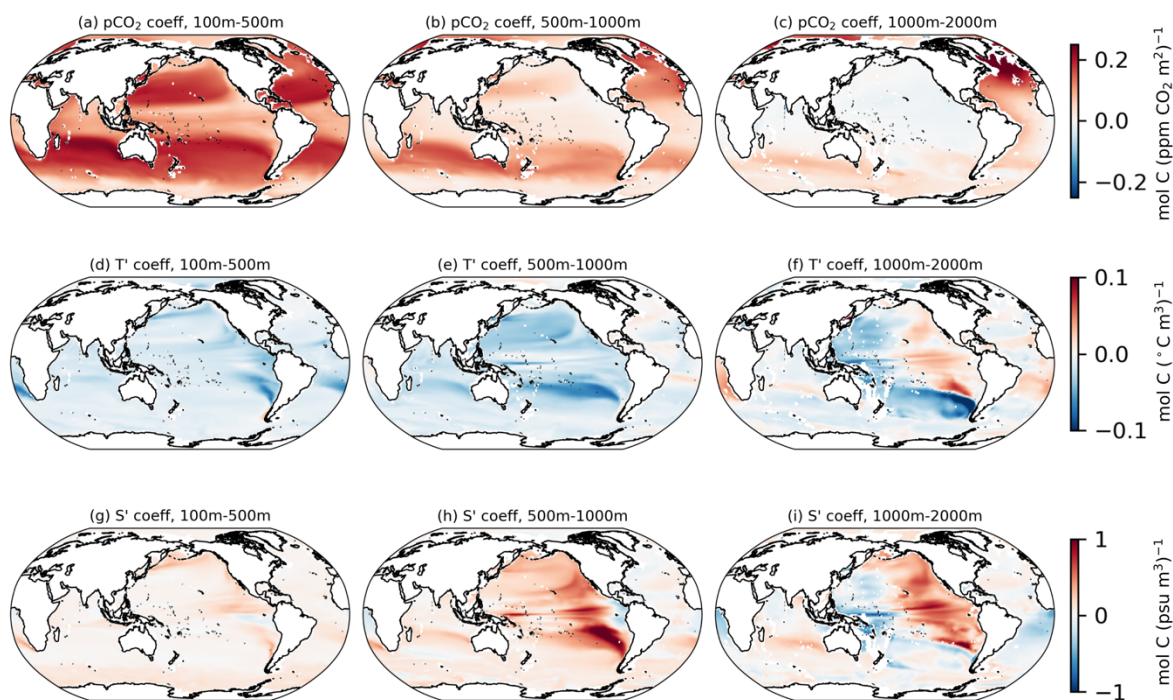 (a) pCO₂ coeff, 100m-500m
(b) pCO₂ coeff, 500m-1000m
(c) pCO₂ coeff, 1000m-2000m
0.2
0.0
−0.2
mol C (ppm CO₂ m²)⁻¹
(d) T' coeff, 100m-500m
(e) T' coeff, 500m-1000m
(f) T' coeff, 1000m-2000m
0.1
0.0
−0.1
mol C (°C m³)⁻¹
(g) S' coeff, 100m-500m
(h) S' coeff, 500m-1000m
(i) S' coeff, 1000m-2000m
1
0
−1
mol C (psu m³)⁻¹